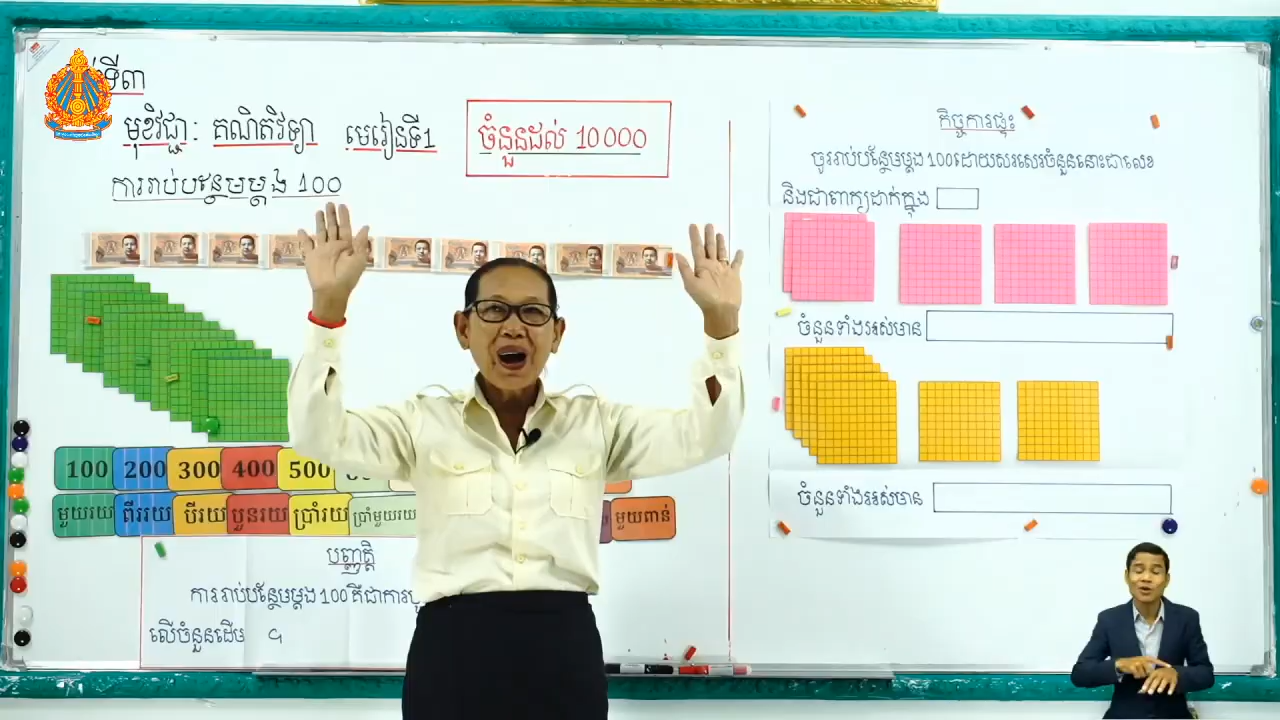 ទី៣
មុខវិជ្ជា: គណិតវិទ្យា មេរៀនទី1 ចំនួនដល់ 10000
ការរាប់បន្ថែមម្តង 100
100 200 300 400 500
មួយរយ ពីររយ បីរយ បួនរយ ប្រាំរយ ប្រាំមួយរយ មួយពាន់
បញ្ញត្តិ
ការរាប់បន្ថែមម្តង 100 គឺជាការ
លើចំនួនដើម
កិច្ចការផ្ទះ
ចូររាប់បន្ថែមម្តង 100 ដោយសរសេរចំនួននោះជាលេខ
និងជាពាក្យដាក់ក្នុង
ចំនួនទាំងអស់មាន
ចំនួនទាំងអស់មាន